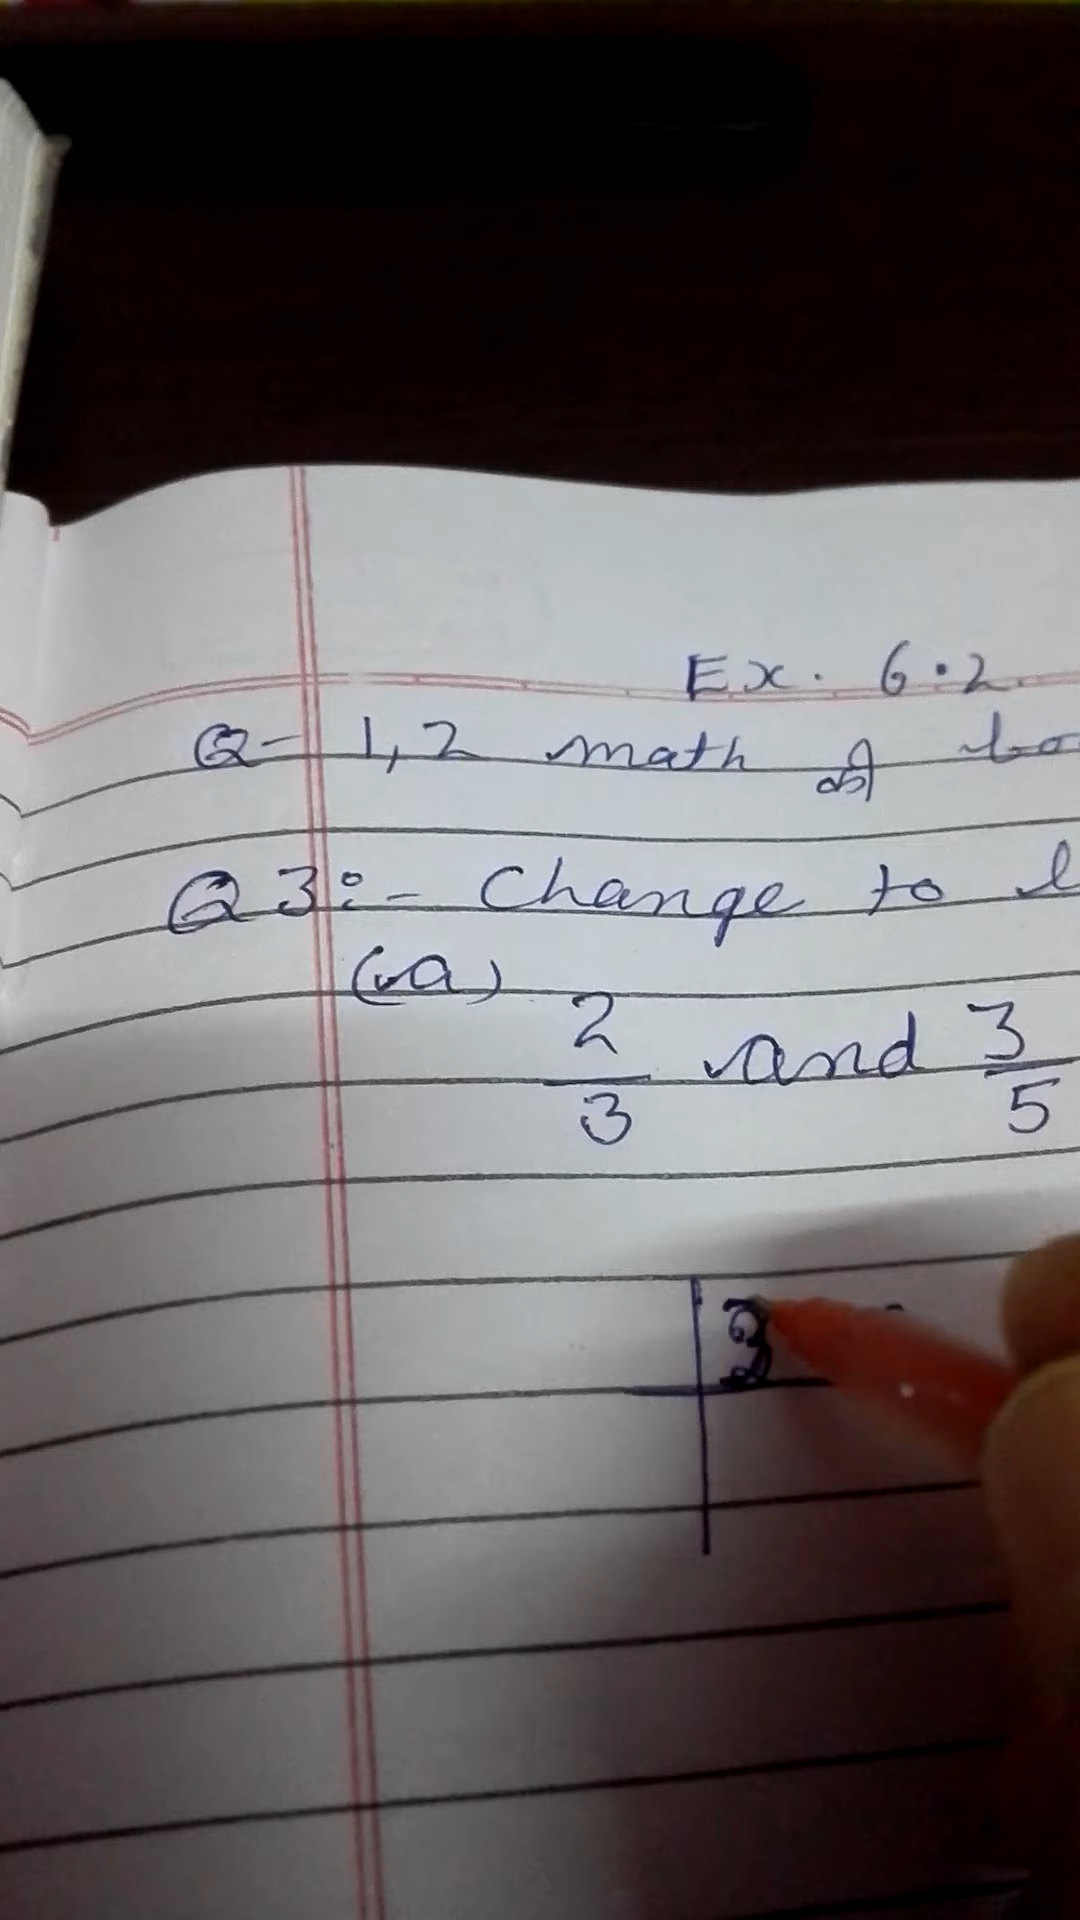 Ex. 6.2
Q- 1,2 math की
Q3:- Change to
(a)
2/3 and 3/5
3